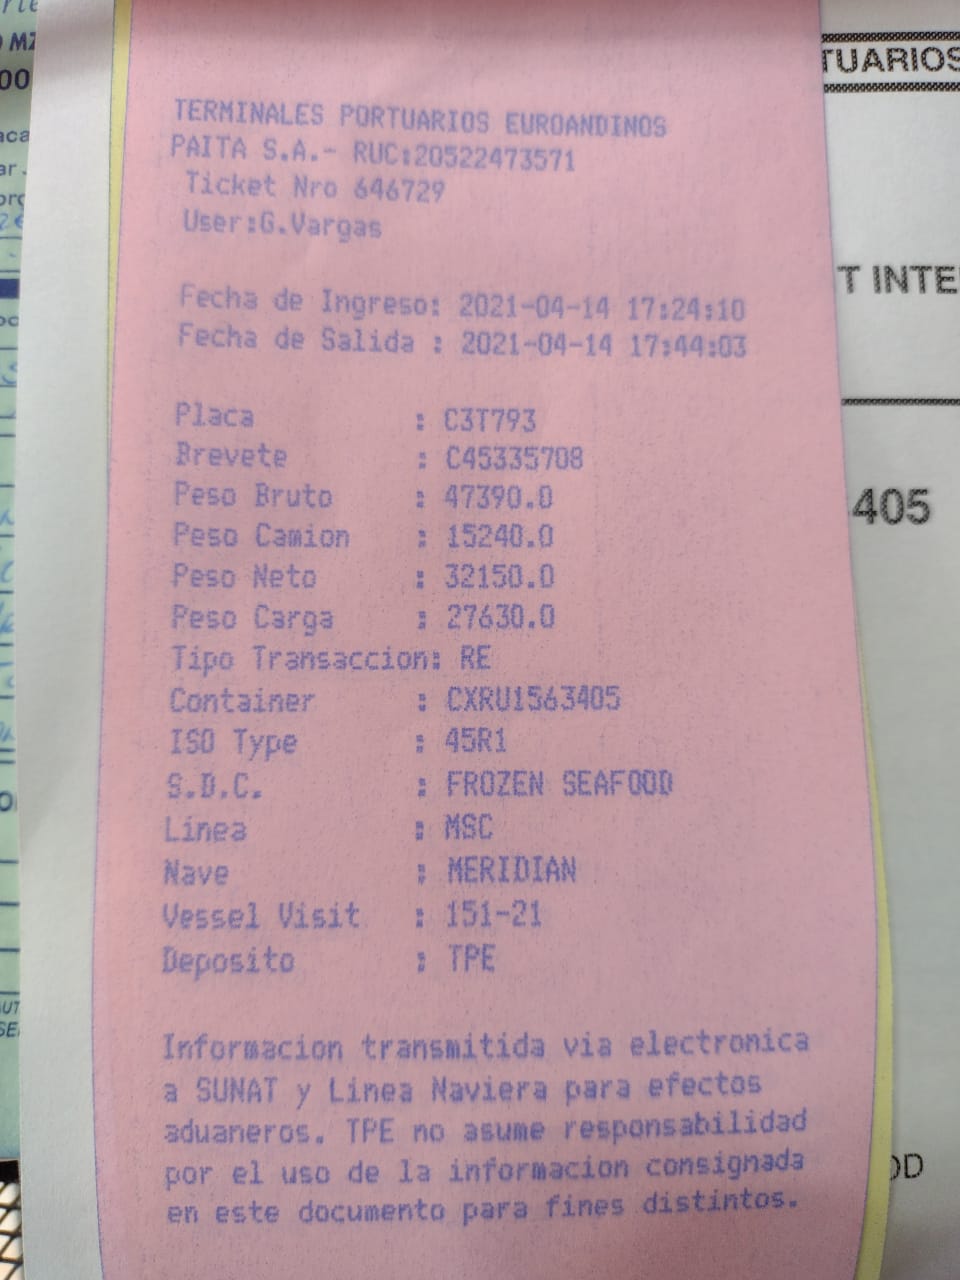 TERMINALES PORTUARIOS EUROANDINOS
PAITA S.A.- RUC:20522473571
Ticket Nro 646729
User:G.Vargas
Fecha de Ingreso: 2021-04-14 17:24:10
Fecha de Salida : 2021-04-14 17:44:03
Placa : C3T793
Brevete : C45335708
Peso Bruto : 47390.0
Peso Camion : 15240.0
Peso Neto : 32150.0
Peso Carga : 27630.0
Tipo Transaccion: RE
Container : CXRU1563405
ISO Type : 45R1
S.D.C. : FROZEN SEAFOOD
Linea : MSC
Nave : MERIDIAN
Vessel Visit : 151-21
Deposito : TPE
Informacion transmitida via electronica
a SUNAT y Linea Naviera para efectos
aduaneros. TPE no asume responsabilidad
por el uso de la informacion consignada
en este documento para fines distintos.
TUARIOS
T INTE
405
OD